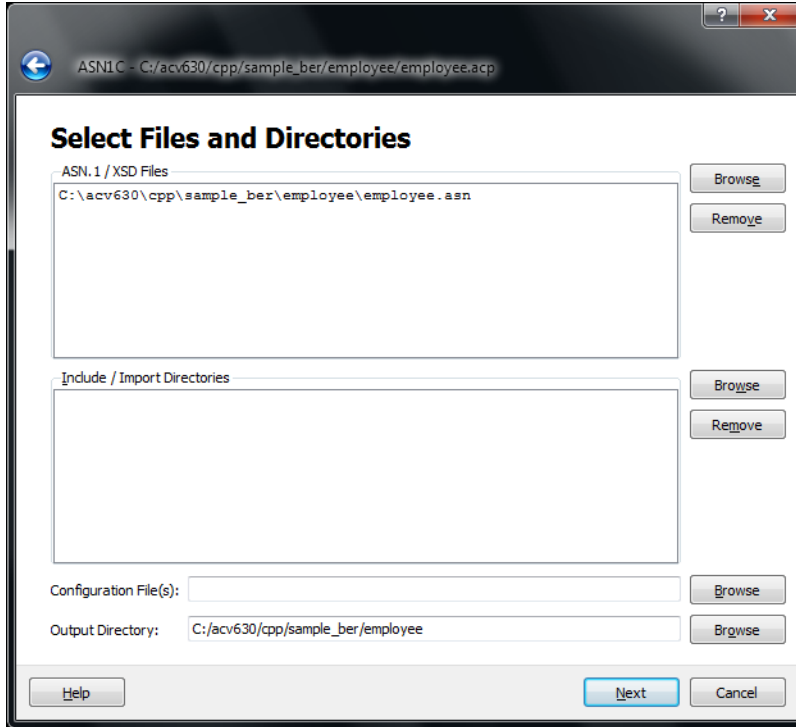 ?
x
ASN1C - C:/acv630/cpp/sample_ber/employee/employee.acp
Select Files and Directories
ASN.1 / XSD Files
C:\acv630\cpp\sample_ber\employee\employee.asn
Browse
Remove
Include / Import Directories
Browse
Remove
Configuration File(s):
Browse
Output Directory: C:/acv630/cpp/sample_ber/employee
Browse
Help
Next
Cancel